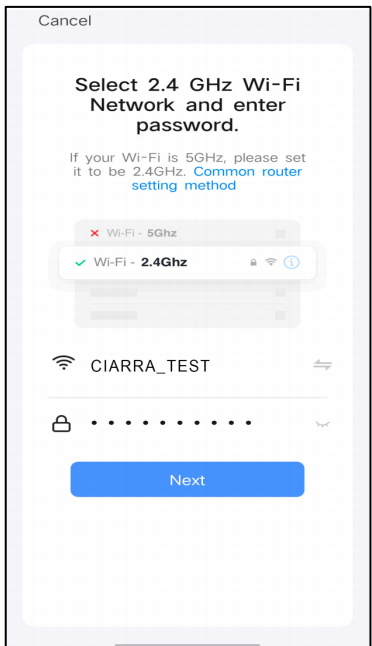 Cancel
Select 2.4 GHz Wi-Fi
Network and enter
password.
If your Wi-Fi is 5GHz, please set
it to be 2.4GHz. Common router
setting method
Wi-Fi - 5Ghz
Wi-Fi - 2.4Ghz
CIARRA_TEST
Next